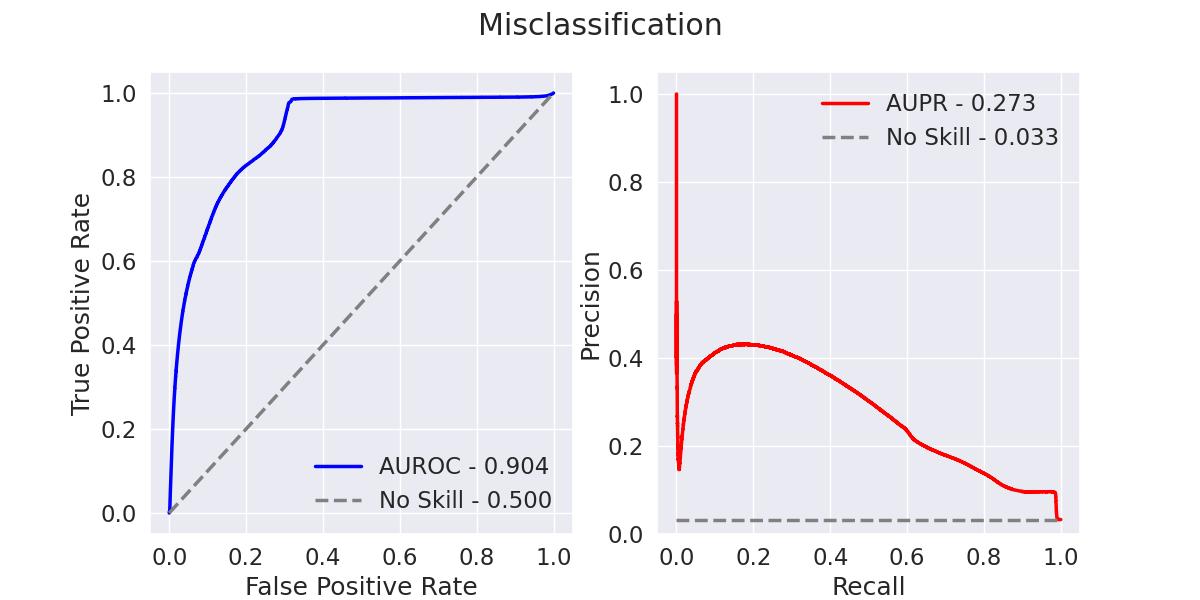 Misclassification
True Positive Rate
1.0
0.8
0.6
0.4
0.2
0.0
AUROC - 0.904
No Skill - 0.500
0.0 0.2 0.4 0.6 0.8 1.0
False Positive Rate
Precision
1.0
0.8
0.6
0.4
0.2
0.0
AUPR - 0.273
No Skill - 0.033
0.0 0.2 0.4 0.6 0.8 1.0
Recall